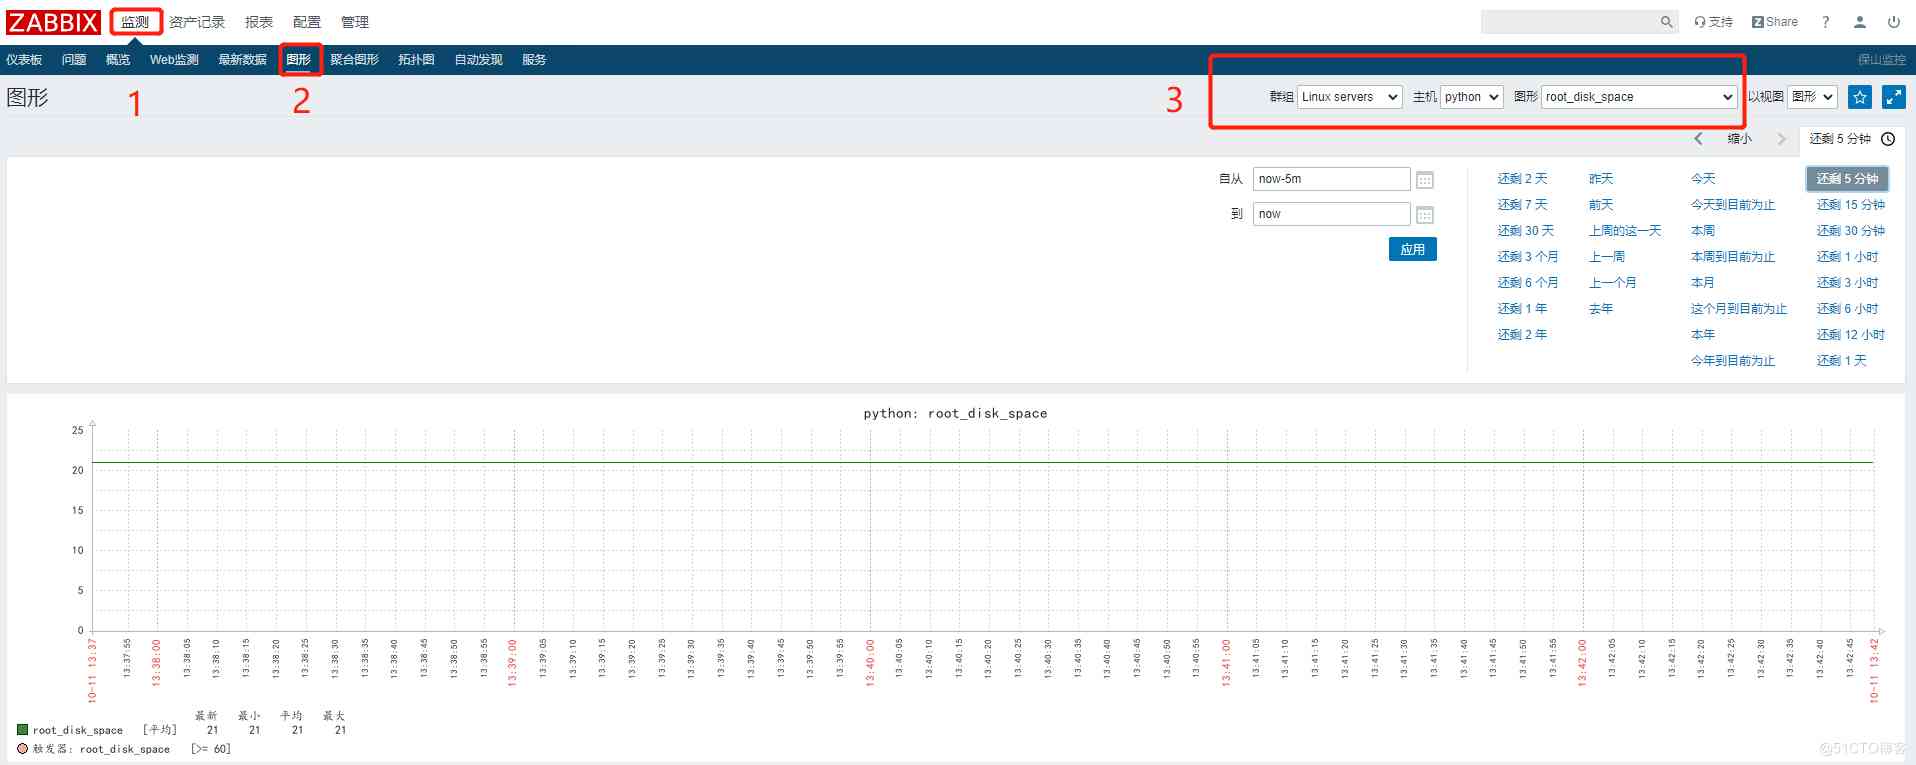 ZABBIX 监测 资产记录 报表 配置 管理 支持 Z Share ?
仪表板 问题 概览 Web监测 最新数据 图形 聚合图形 拓扑图 自动发现 服务 保山监控
图形 1 2 3 群组 Linux servers 主机 python 图形 root_disk_space 以视图 图形
缩小 还剩 5 分钟
自从 now-5m
到 now
应用
还剩 2 天 昨天 今天 还剩 5 分钟
还剩 7 天 前天 今天到目前为止 还剩 15 分钟
还剩 30 天 上周的这一天 本周 还剩 30 分钟
还剩 3 个月 上一周 本周到目前为止 还剩 1 小时
还剩 6 个月 上一个月 本月 还剩 3 小时
还剩 1 年 去年 这个月到目前为止 还剩 6 小时
还剩 2 年 本年 还剩 12 小时
今年到目前为止 还剩 1 天
python: root_disk_space
25
20
15
10
5
0
10-11 13:37 13:37:55 13:38:00 13:38:05 13:38:10 13:38:15 13:38:20 13:38:25 13:38:30 13:38:35 13:38:40 13:38:45 13:38:50 13:38:55 13:39:00 13:39:05 13:39:10 13:39:15 13:39:20 13:39:25 13:39:30 13:39:35 13:39:40 13:39:45 13:39:50 13:39:55 13:40:00 13:40:05 13:40:10 13:40:15 13:40:20 13:40:25 13:40:30 13:40:35 13:40:40 13:40:45 13:40:50 13:40:55 13:41:00 13:41:05 13:41:10 13:41:15 13:41:20 13:41:25 13:41:30 13:41:35 13:41:40 13:41:45 13:41:50 13:41:55 13:42:00 13:42:05 13:42:10 13:42:15 13:42:20 13:42:25 13:42:30 13:42:35 13:42:40 13:42:45 10-11 13:42
最新 最小 平均 最大
root_disk_space [平均] 21 21 21 21
触发器: root_disk_space [>= 60]
@51CTO博客